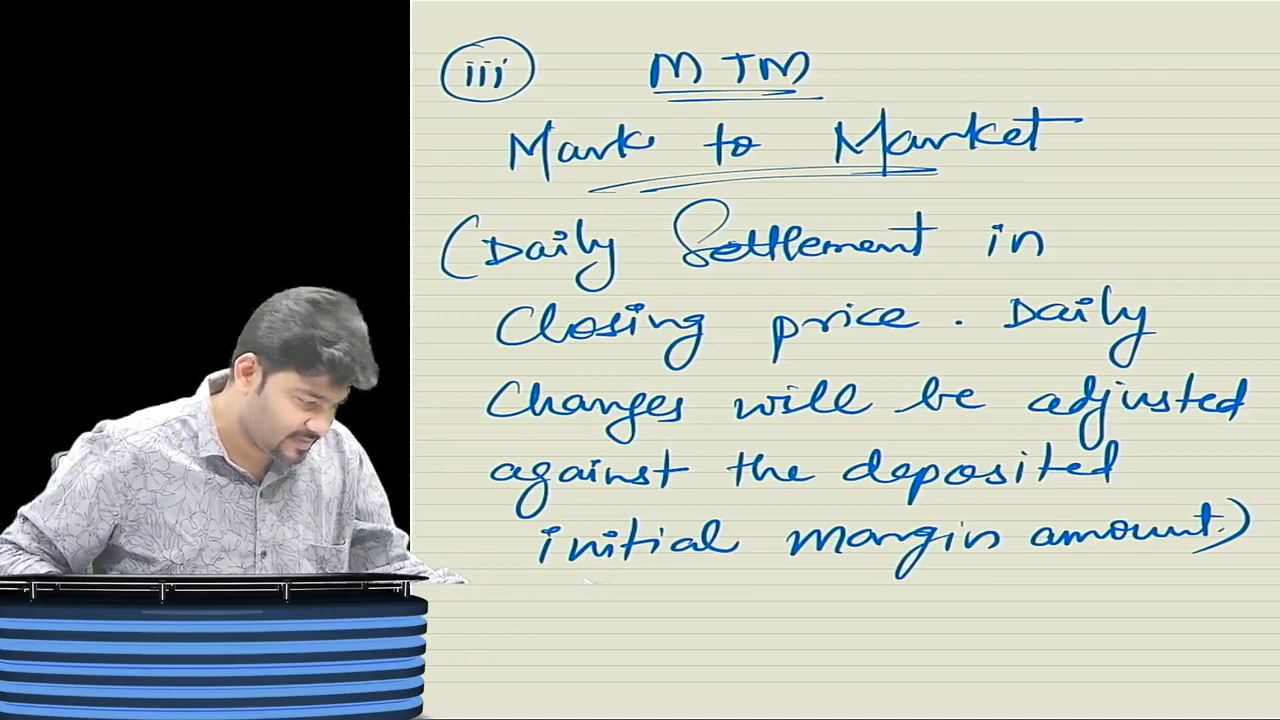 iii MTM
Mark to Market
(Daily Settlement in
Closing price. Daily
Changes will be adjusted
against the deposited
initial margin amount.)